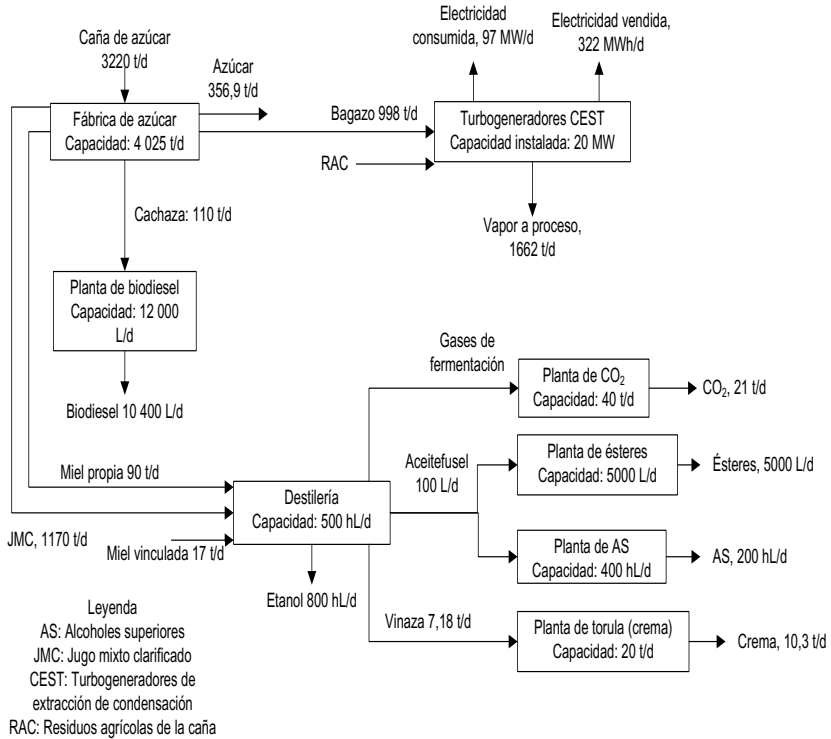 Caña de azúcar
3220 t/d
Azúcar
356,9 t/d
Fábrica de azúcar
Capacidad: 4 025 t/d
Bagazo 998 t/d
RAC
Electricidad
consumida, 97 MW/d
Electricidad vendida,
322 MWh/d
Turbogeneradores CEST
Capacidad instalada: 20 MW
Vapor a proceso,
1662 t/d
Cachaza: 110 t/d
Planta de biodiesel
Capacidad: 12 000
L/d
Biodiesel 10 400 L/d
Gases de
fermentación
Planta de CO2
Capacidad: 40 t/d
CO2, 21 t/d
Miel propia 90 t/d
Aceitefusel
100 L/d
Planta de ésteres
Capacidad: 5000 L/d
Ésteres, 5000 L/d
Destilería
Capacidad: 500 hL/d
JMC, 1170 t/d
Miel vinculada 17 t/d
Planta de AS
Capacidad: 400 hL/d
AS, 200 hL/d
Etanol 800 hL/d
Vinaza 7,18 t/d
Planta de torula (crema)
Capacidad: 20 t/d
Crema, 10,3 t/d
Leyenda
AS: Alcoholes superiores
JMC: Jugo mixto clarificado
CEST: Turbogeneradores de
extracción de condensación
RAC: Residuos agrícolas de la caña